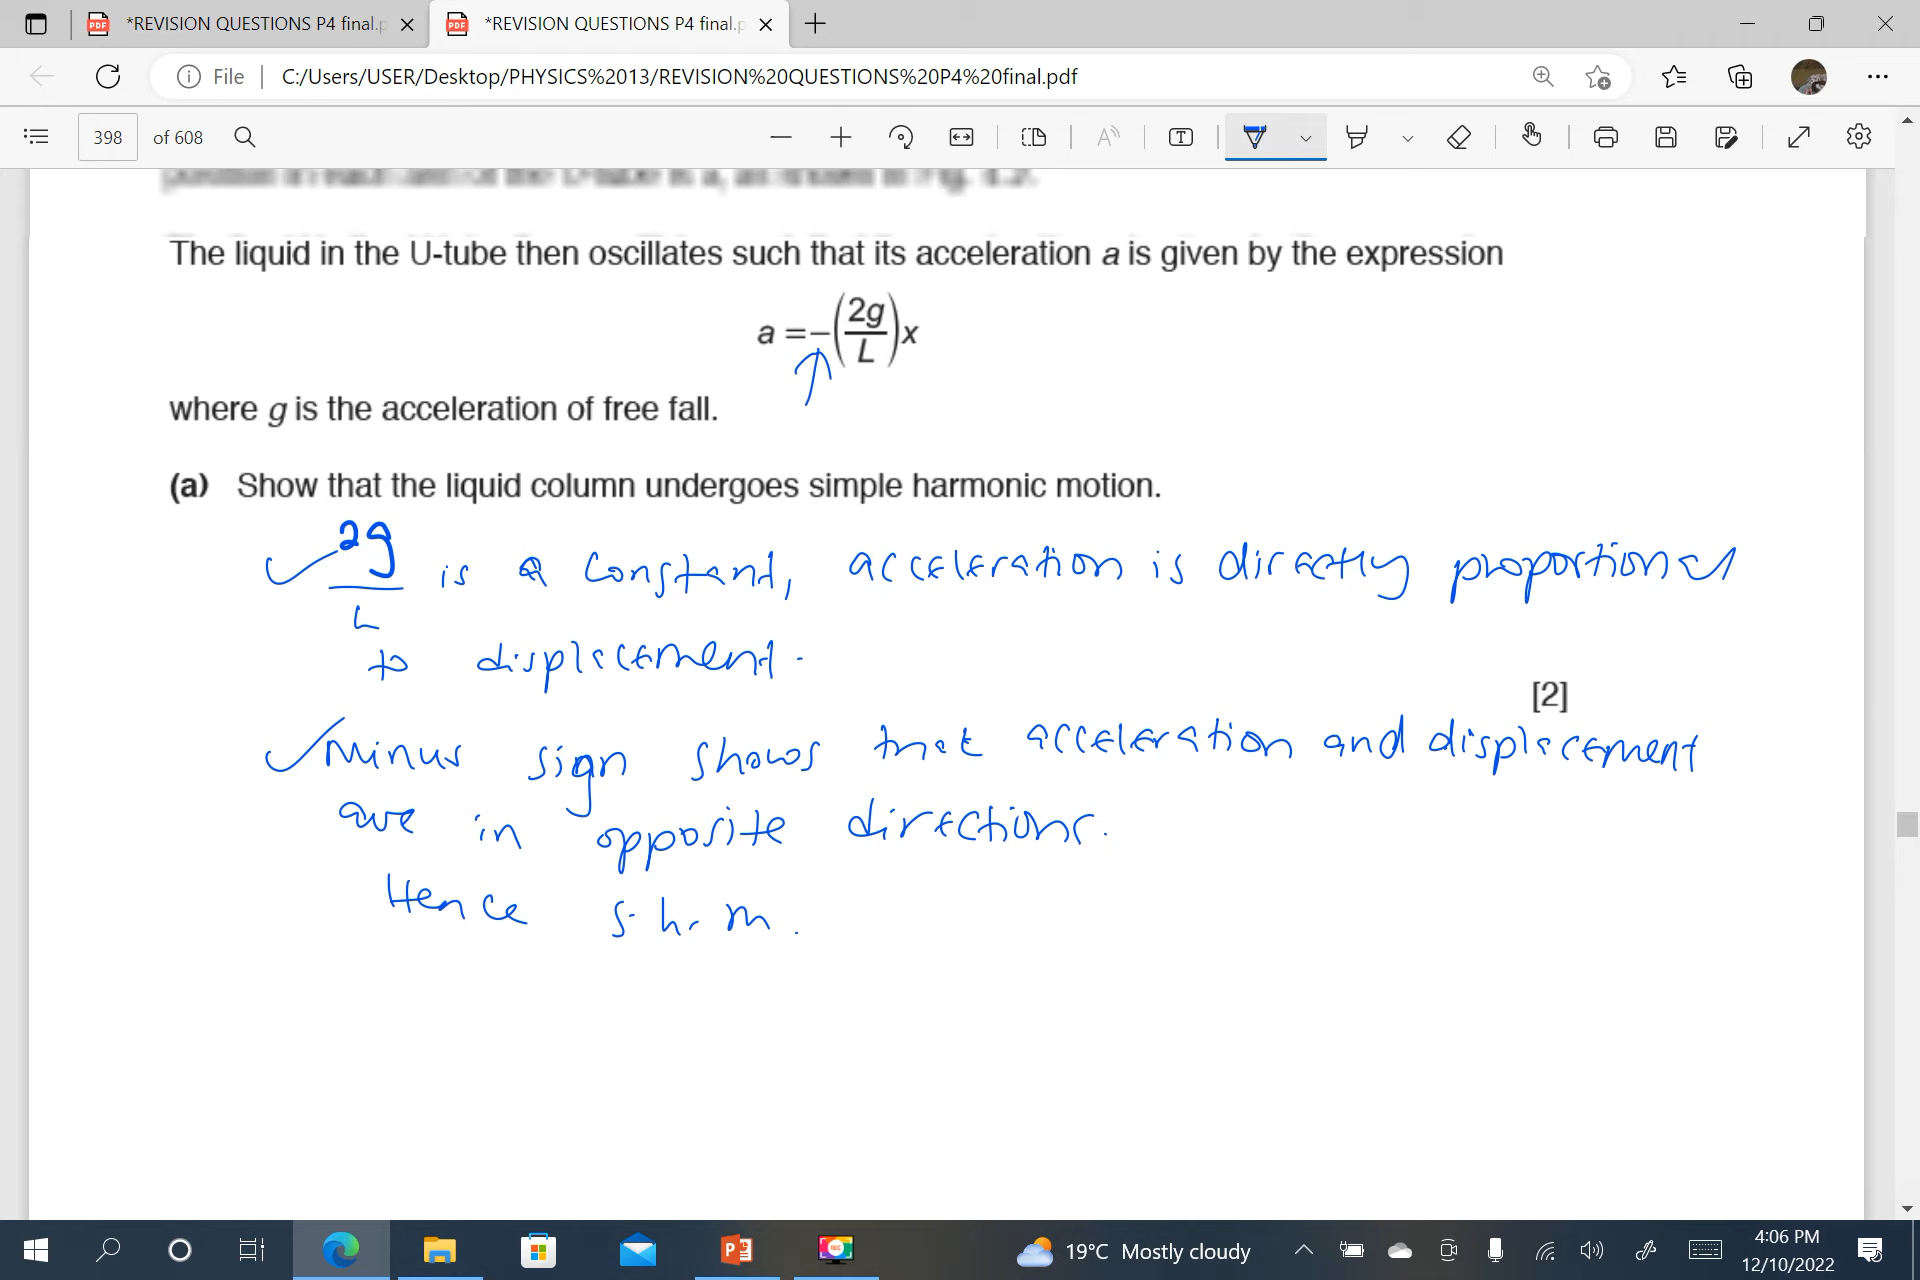 *REVISION QUESTIONS P4 final.p
*REVISION QUESTIONS P4 final.p
File
C:/Users/USER/Desktop/PHYSICS%2013/REVISION%20QUESTIONS%20P4%20final.pdf
398 of 608
The liquid in the U-tube then oscillates such that its acceleration a is given by the expression
a = −(2g/L)x
where g is the acceleration of free fall.
(a) Show that the liquid column undergoes simple harmonic motion.
✓ 2g/L is a constant, acceleration is directly proportional
to displacement.
[2]
✓ minus sign shows that acceleration and displacement
are in opposite directions.
Hence s.h.m.
19°C Mostly cloudy
4:06 PM
12/10/2022